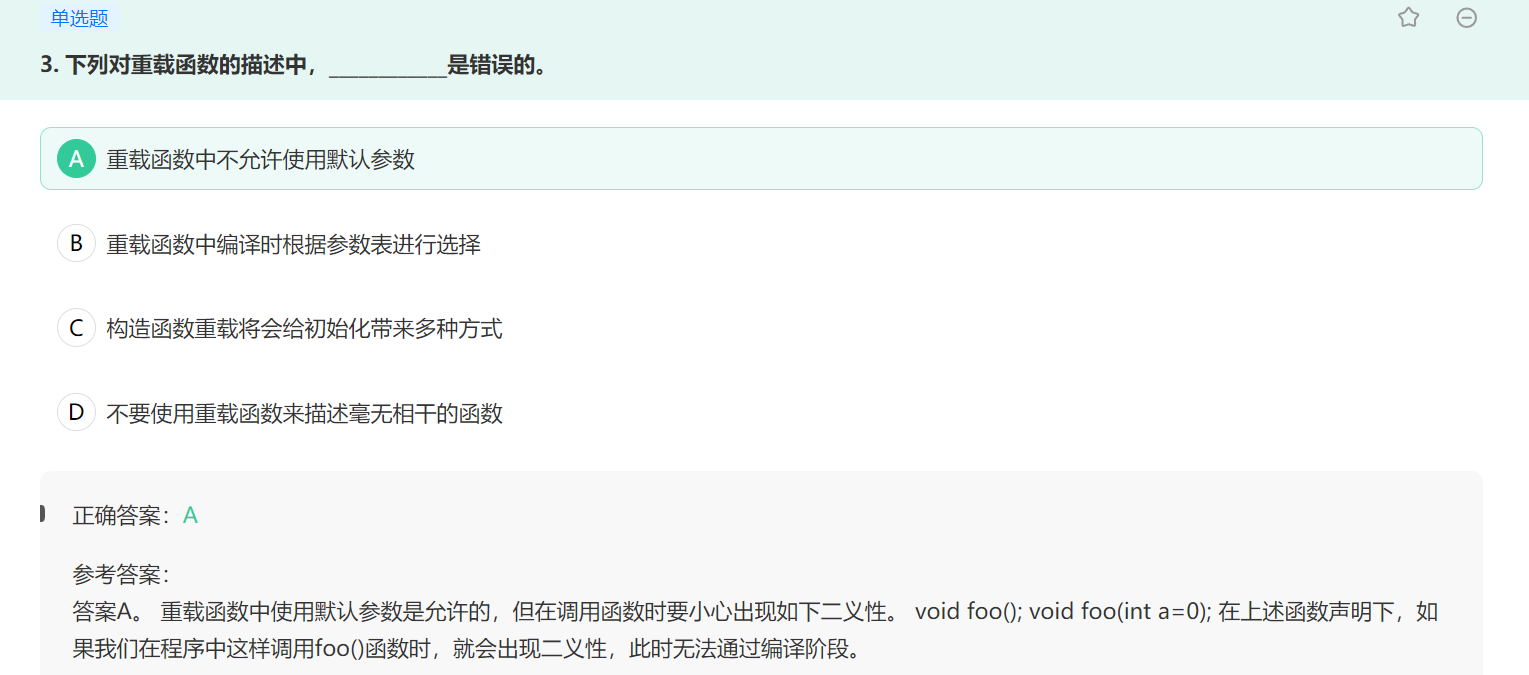 单选题
3. 下列对重载函数的描述中，___________是错误的。
A 重载函数中不允许使用默认参数
B 重载函数中编译时根据参数表进行选择
C 构造函数重载将会给初始化带来多种方式
D 不要使用重载函数来描述毫无相干的函数
正确答案：A
参考答案：
答案A。 重载函数中使用默认参数是允许的，但在调用函数时要小心出现如下二义性。 void foo(); void foo(int a=0); 在上述函数声明下，如
果我们在程序中这样调用foo()函数时，就会出现二义性，此时无法通过编译阶段。